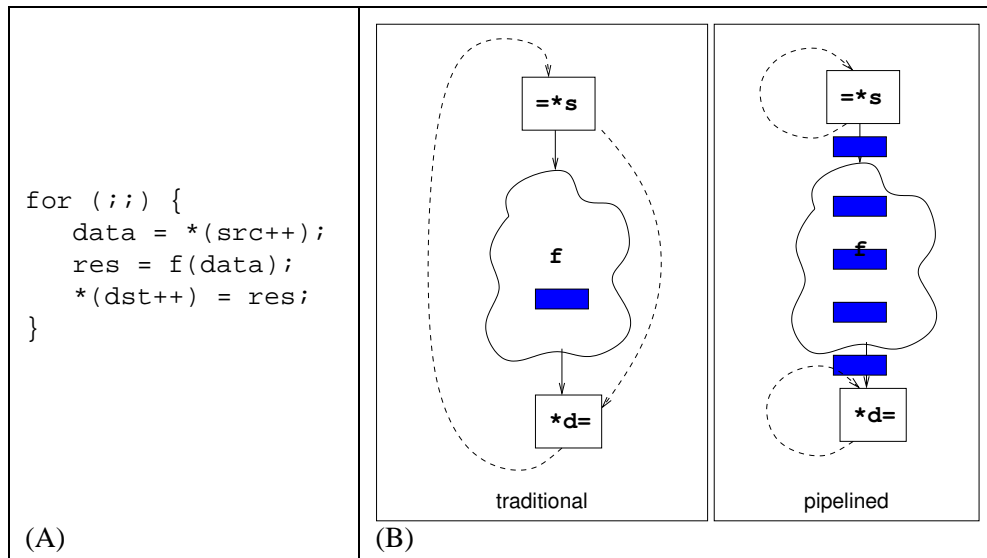 for (;;) {
data = *(src++);
res = f(data);
*(dst++) = res;
}
(A)
=*s
f
*d=
traditional
=*s
f
*d=
pipelined
(B)